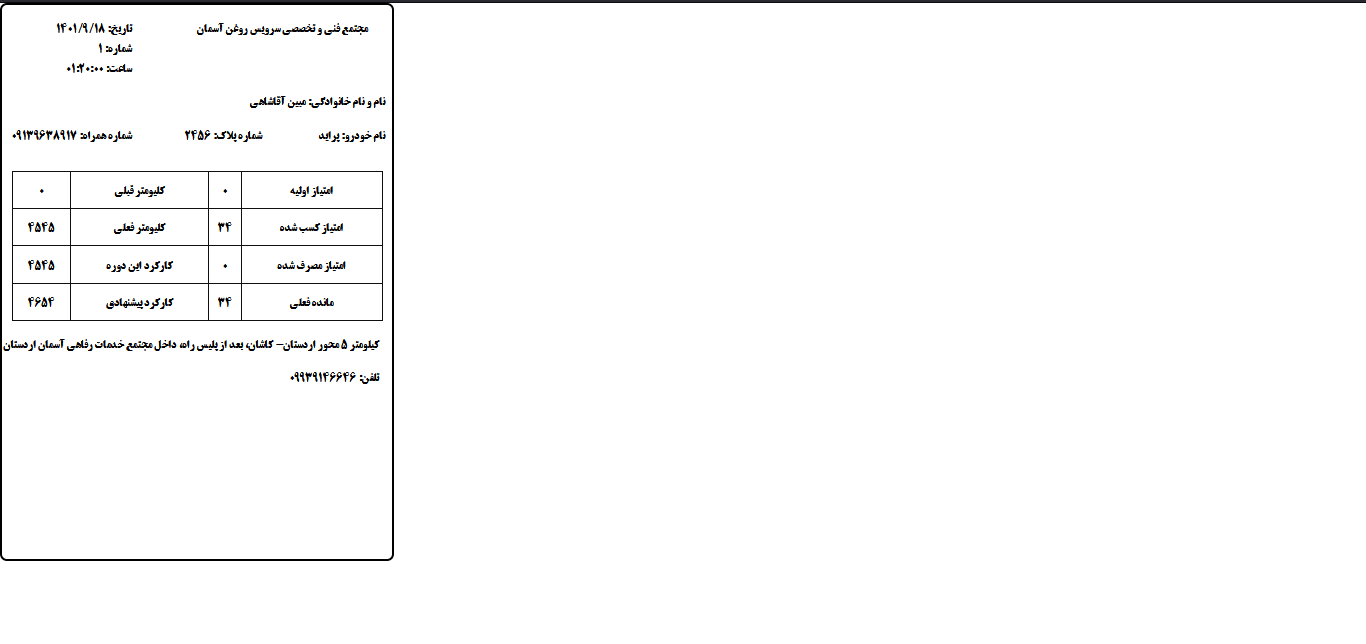 مجتمع فنی و تخصصی سرویس روغن آسمان
تاریخ: ۱۴۰۱/۹/۱۸
شماره: ۱
ساعت: ۰۱:۲۰:۰۰
نام و نام خانوادگی: مبین آقاشاهی
نام خودرو: پراید شماره پلاک: ۲۴۵۶ شماره همراه: ۰۹۱۳۹۶۳۸۹۱۷
امتیاز اولیه ۰ کلیومتر قبلی ۰
امتیاز کسب شده ۳۴ کلیومتر فعلی ۴۵۴۵
امتیاز مصرف شده ۰ کارکرد این دوره ۴۵۴۵
مانده فعلی ۳۴ کارکرد پیشنهادی ۴۶۵۴
کیلومتر ۵ محور اردستان– کاشان، بعد از پلیس راه، داخل مجتمع خدمات رفاهی آسمان اردستان
تلفن: ۰۹۹۳۹۱۴۶۶۴۶